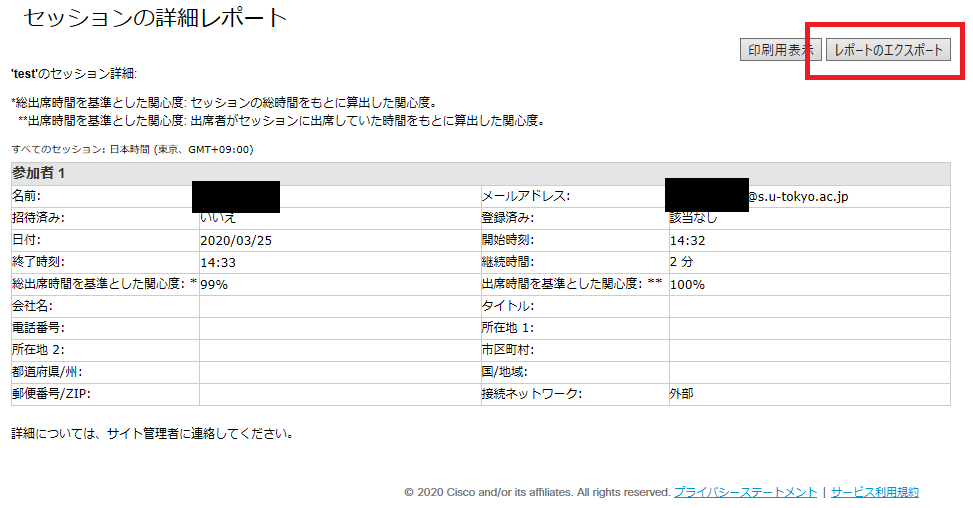 セッションの詳細レポート
印刷用表示 レポートのエクスポート
'test'のセッション詳細:
*総出席時間を基準とした関心度: セッションの総時間をもとに算出した関心度。
**出席時間を基準とした関心度: 出席者がセッションに出席していた時間をもとに算出した関心度。
すべてのセッション: 日本時間 (東京、GMT+09:00)
参加者 1
名前: メールアドレス: @s.u-tokyo.ac.jp
招待済み: いいえ 登録済み: 該当なし
日付: 2020/03/25 開始時刻: 14:32
終了時刻: 14:33 継続時間: 2 分
総出席時間を基準とした関心度: * 99% 出席時間を基準とした関心度: ** 100%
会社名: タイトル:
電話番号: 所在地 1:
所在地 2: 市区町村:
都道府県/州: 国/地域:
郵便番号/ZIP: 接続ネットワーク: 外部
詳細については、サイト管理者に連絡してください。
© 2020 Cisco and/or its affiliates. All rights reserved. プライバシーステートメント | サービス利用規約